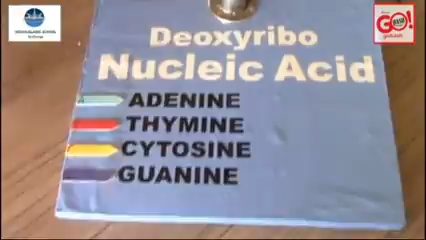 GO!
Deoxyribo
Nucleic Acid
ADENINE
THYMINE
CYTOSINE
GUANINE